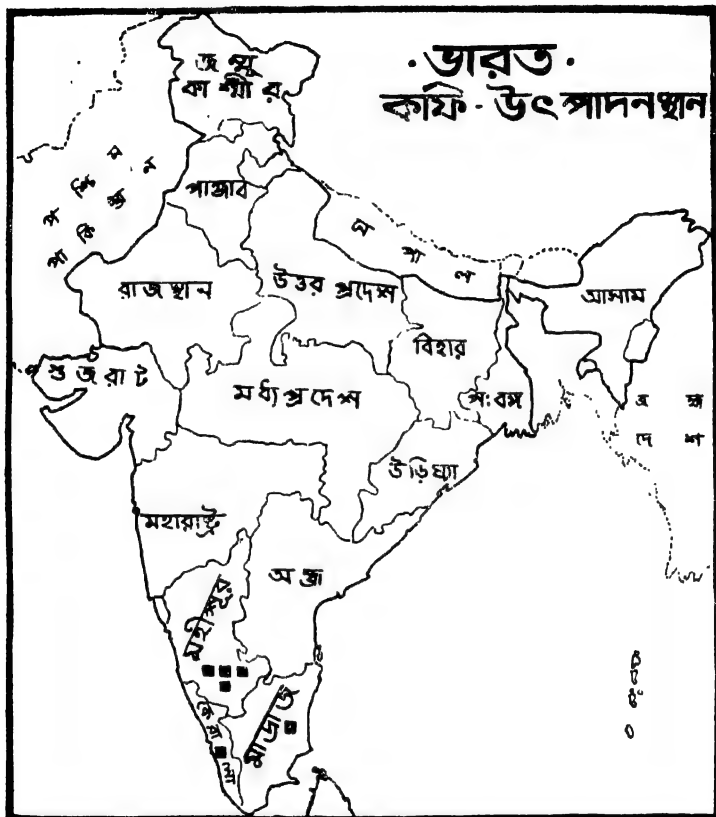 · ভারত ·
কফি - উৎপাদনস্থান
জম্মু
কাশ্মীর
পাঞ্জাব
পশ্চিম
পাকিস্তান
রাজস্থান
উত্তর প্রদেশ
নেপাল
আসাম
বিহার
গুজরাট
মধ্যপ্রদেশ
পঃবঙ্গ
ব্রহ্ম
দেশ
উড়িষ্যা
মহারাষ্ট্র
অন্ধ্র
মহীশূর
মাদ্রাজ
কেরালা